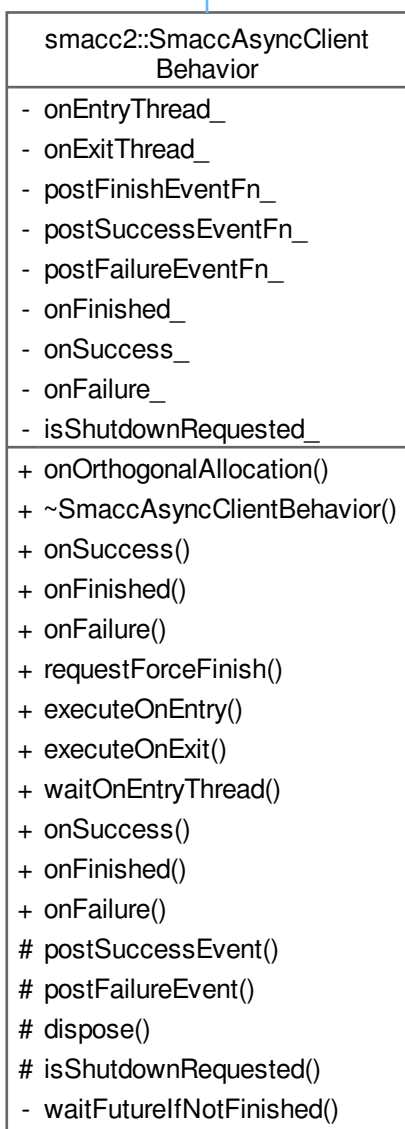 smacc2::SmaccAsyncClient
Behavior
- onEntryThread_
- onExitThread_
- postFinishEventFn_
- postSuccessEventFn_
- postFailureEventFn_
- onFinished_
- onSuccess_
- onFailure_
- isShutdownRequested_
+ onOrthogonalAllocation()
+ ~SmaccAsyncClientBehavior()
+ onSuccess()
+ onFinished()
+ onFailure()
+ requestForceFinish()
+ executeOnEntry()
+ executeOnExit()
+ waitOnEntryThread()
+ onSuccess()
+ onFinished()
+ onFailure()
# postSuccessEvent()
# postFailureEvent()
# dispose()
# isShutdownRequested()
- waitFutureIfNotFinished()